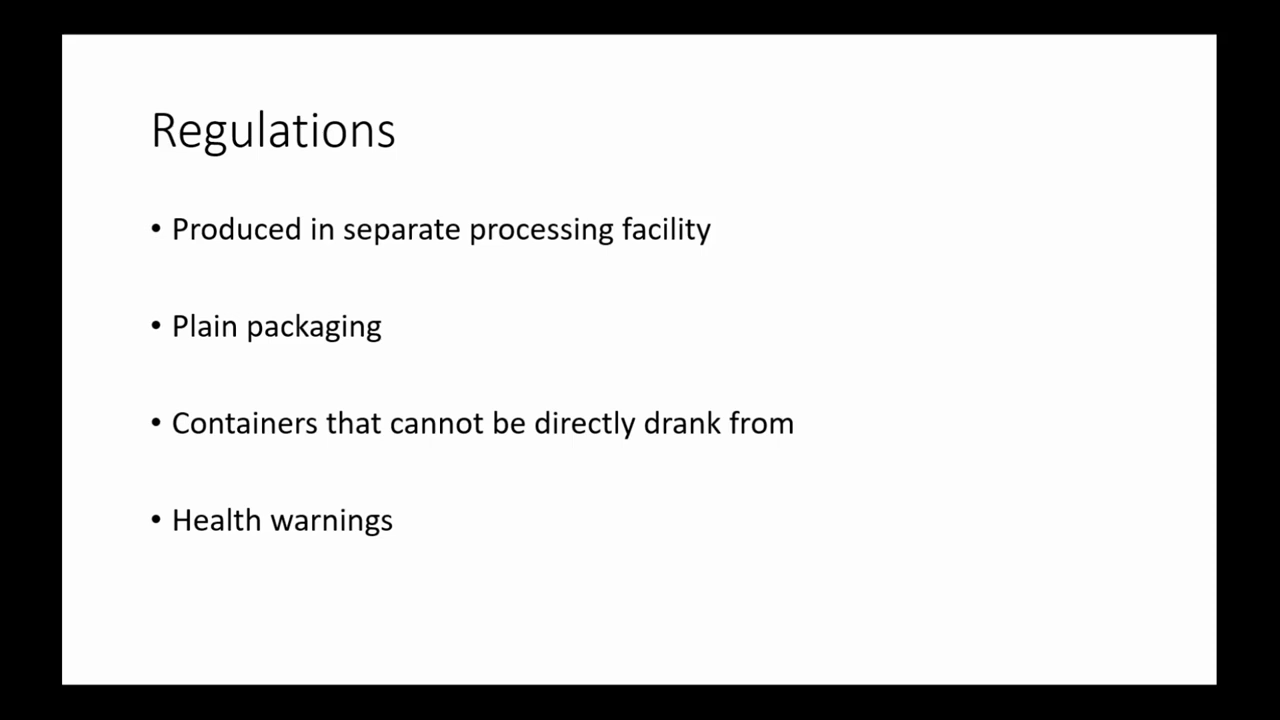 Regulations
• Produced in separate processing facility
• Plain packaging
• Containers that cannot be directly drank from
• Health warnings